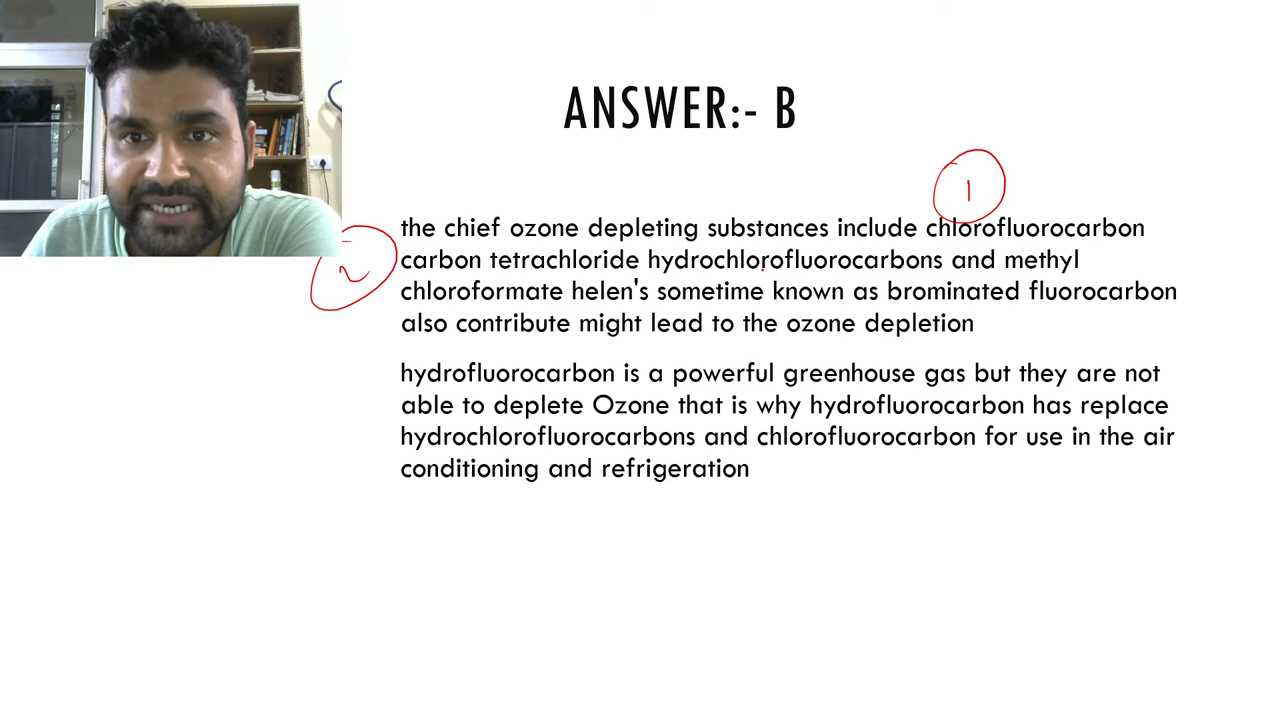 ANSWER:- B
1
the chief ozone depleting substances include chlorofluorocarbon
2
carbon tetrachloride hydrochlorofluorocarbons and methyl
chloroformate helen's sometime known as brominated fluorocarbon
also contribute might lead to the ozone depletion
hydrofluorocarbon is a powerful greenhouse gas but they are not
able to deplete Ozone that is why hydrofluorocarbon has replace
hydrochlorofluorocarbons and chlorofluorocarbon for use in the air
conditioning and refrigeration